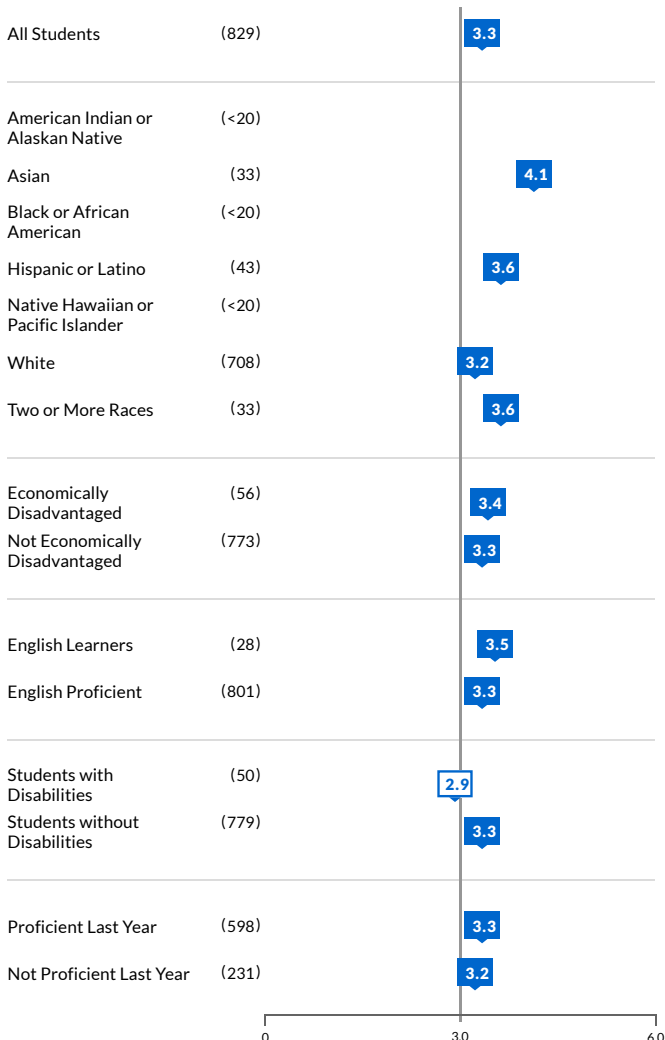 All Students (829) 3.3
American Indian or (<20)
Alaskan Native
Asian (33) 4.1
Black or African (<20)
American
Hispanic or Latino (43) 3.6
Native Hawaiian or (<20)
Pacific Islander
White (708) 3.2
Two or More Races (33) 3.6
Economically (56) 3.4
Disadvantaged
Not Economically (773) 3.3
Disadvantaged
English Learners (28) 3.5
English Proficient (801) 3.3
Students with (50) 2.9
Disabilities
Students without (779) 3.3
Disabilities
Proficient Last Year (598) 3.3
Not Proficient Last Year (231) 3.2
0 3.0 6.0